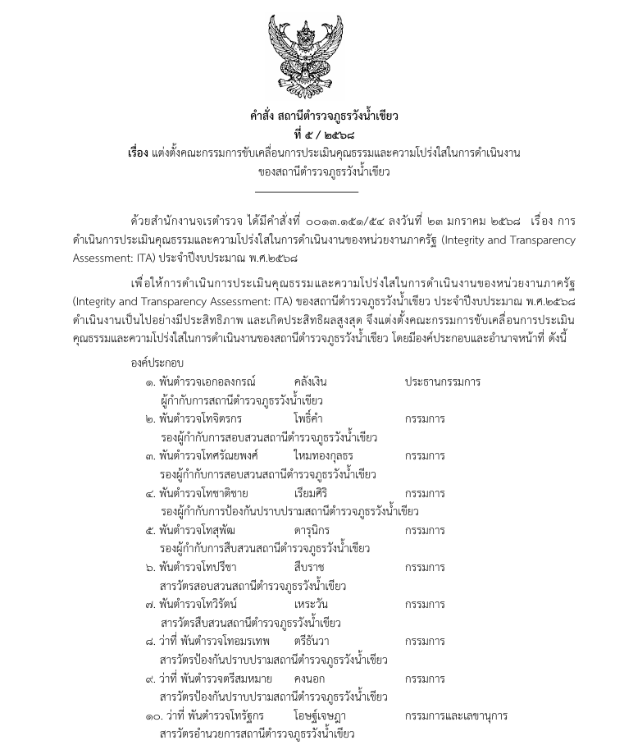 คำสั่ง สถานีตำรวจภูธรวังน้ำเขียว
ที่ ๕ / ๒๕๖๘
เรื่อง แต่งตั้งคณะกรรมการขับเคลื่อนการประเมินคุณธรรมและความโปร่งใสในการดำเนินงาน
ของสถานีตำรวจภูธรวังน้ำเขียว
ด้วยสำนักงานจเรตำรวจ ได้มีคำสั่งที่ ๐๐๑๓.๑๕๑/๕๔ ลงวันที่ ๒๓ มกราคม ๒๕๖๘ เรื่อง การ
ดำเนินการประเมินคุณธรรมและความโปร่งใสในการดำเนินงานของหน่วยงานภาครัฐ (Integrity and Transparency
Assessment: ITA) ประจำปีงบประมาณ พ.ศ.๒๕๖๘
เพื่อให้การดำเนินการประเมินคุณธรรมและความโปร่งใสในการดำเนินงานของหน่วยงานภาครัฐ
(Integrity and Transparency Assessment: ITA) ของสถานีตำรวจภูธรวังน้ำเขียว ประจำปีงบประมาณ พ.ศ.๒๕๖๘
ดำเนินงานเป็นไปอย่างมีประสิทธิภาพ และเกิดประสิทธิผลสูงสุด จึงแต่งตั้งคณะกรรมการขับเคลื่อนการประเมิน
คุณธรรมและความโปร่งใสในการดำเนินงานของสถานีตำรวจภูธรวังน้ำเขียว โดยมีองค์ประกอบและอำนาจหน้าที่ ดังนี้
องค์ประกอบ
๑. พันตำรวจเอกอลงกรณ์ คลังเงิน ประธานกรรมการ
ผู้กำกับการสถานีตำรวจภูธรวังน้ำเขียว
๒. พันตำรวจโทจิตรกร โพธิ์คำ กรรมการ
รองผู้กำกับการสอบสวนสถานีตำรวจภูธรวังน้ำเขียว
๓. พันตำรวจโทศรัณยพงศ์ ไหมทองกุลธร กรรมการ
รองผู้กำกับการสอบสวนสถานีตำรวจภูธรวังน้ำเขียว
๔. พันตำรวจโทชาติชาย เรียมศิริ กรรมการ
รองผู้กำกับการป้องกันปราบปรามสถานีตำรวจภูธรวังน้ำเขียว
๕. พันตำรวจโทสุพัฒ ดารุนิกร กรรมการ
รองผู้กำกับการสืบสวนสถานีตำรวจภูธรวังน้ำเขียว
๖. พันตำรวจโทปรีชา สืบราช กรรมการ
สารวัตรสอบสวนสถานีตำรวจภูธรวังน้ำเขียว
๗. พันตำรวจโทวิรัตน์ เหระวัน กรรมการ
สารวัตรสืบสวนสถานีตำรวจภูธรวังน้ำเขียว
๘. ว่าที่ พันตำรวจโทอมรเทพ ตรีธันวา กรรมการ
สารวัตรป้องกันปราบปรามสถานีตำรวจภูธรวังน้ำเขียว
๙. ว่าที่ พันตำรวจตรีสมหมาย คงนอก กรรมการ
สารวัตรป้องกันปราบปรามสถานีตำรวจภูธรวังน้ำเขียว
๑๐. ว่าที่ พันตำรวจโทรัฐกร โอษฐ์เจษฎา กรรมการและเลขานุการ
สารวัตรอำนวยการสถานีตำรวจภูธรวังน้ำเขียว